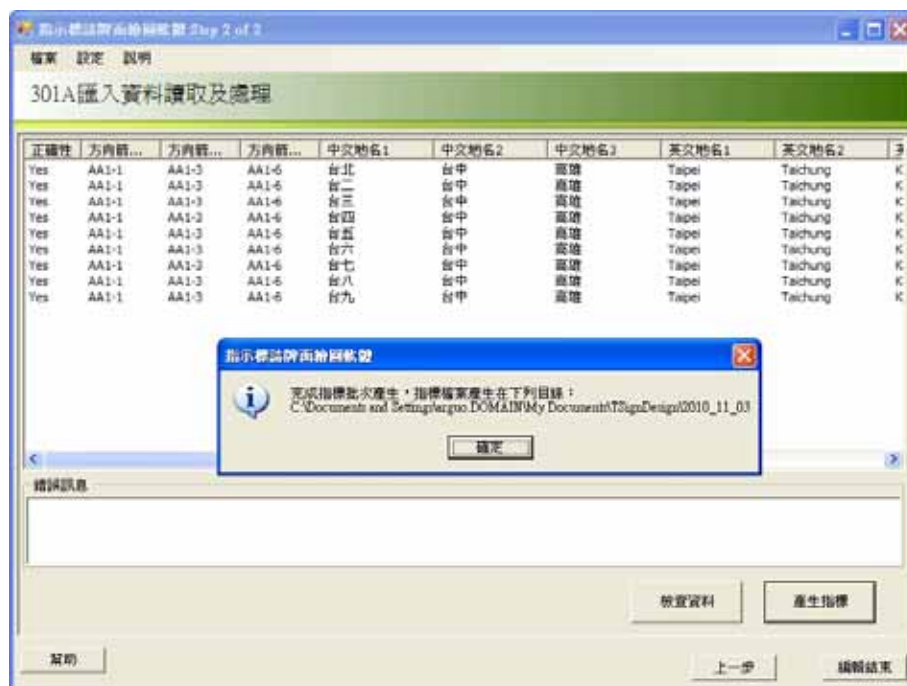 指示標誌牌面繪圖軟體 Step 2 of 2
檔案 設定 說明
301A匯入資料讀取及處理
正確性 方向箭... 方向箭... 方向箭... 中文地名1 中文地名2 中文地名3 英文地名1 英文地名2
Yes AA1-1 AA1-3 AA1-6 台北 台中 高雄 Taipei Taichung K
Yes AA1-1 AA1-3 AA1-6 台二 台中 高雄 Taipei Taichung K
Yes AA1-1 AA1-3 AA1-6 台三 台中 高雄 Taipei Taichung K
Yes AA1-1 AA1-3 AA1-6 台四 台中 高雄 Taipei Taichung K
Yes AA1-1 AA1-3 AA1-6 台五 台中 高雄 Taipei Taichung K
Yes AA1-1 AA1-3 AA1-6 台六 台中 高雄 Taipei Taichung K
Yes AA1-1 AA1-3 AA1-6 台七 台中 高雄 Taipei Taichung K
Yes AA1-1 AA1-3 AA1-6 台八 台中 高雄 Taipei Taichung K
Yes AA1-1 AA1-3 AA1-6 台九 台中 高雄 Taipei Taichung K
指示標誌牌面繪圖軟體
完成指標批次產生，指標檔案產生在下列目錄：
C:\Documents and Settings\arguo.DOMAIN\My Documents\TSignDesign\2010_11_03
確定
錯誤訊息
檢查資料 產生指標
幫助 上一步 編輯結束